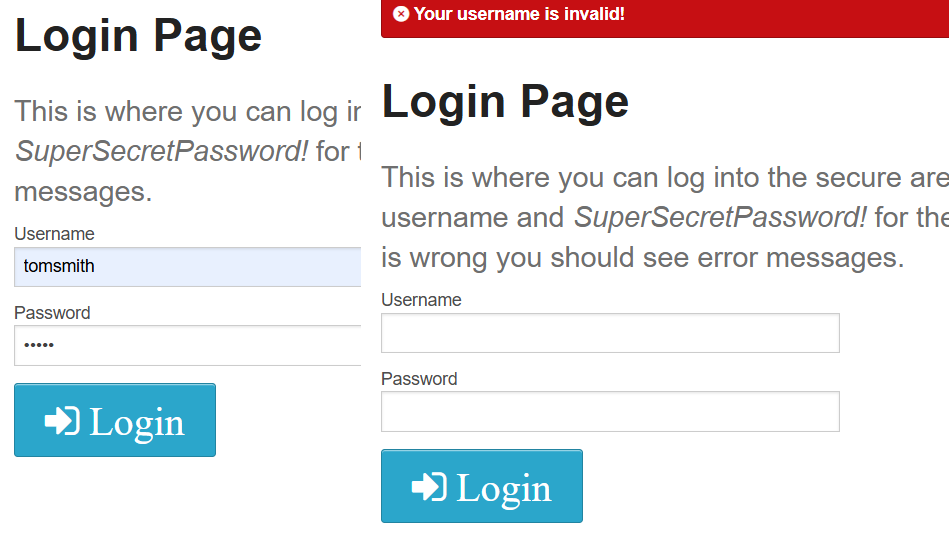 Login Page
This is where you can log in
SuperSecretPassword! for t
messages.
Username
tomsmith
Password
•••••
Login
Your username is invalid!
Login Page
This is where you can log into the secure are
username and SuperSecretPassword! for the
is wrong you should see error messages.
Username
Password
Login